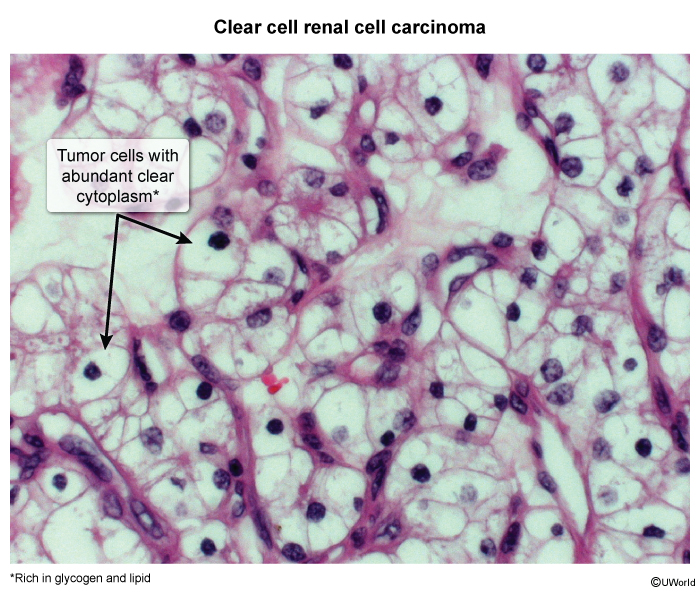 Clear cell renal cell carcinoma
Tumor cells with
abundant clear
cytoplasm*
*Rich in glycogen and lipid
©UWorld